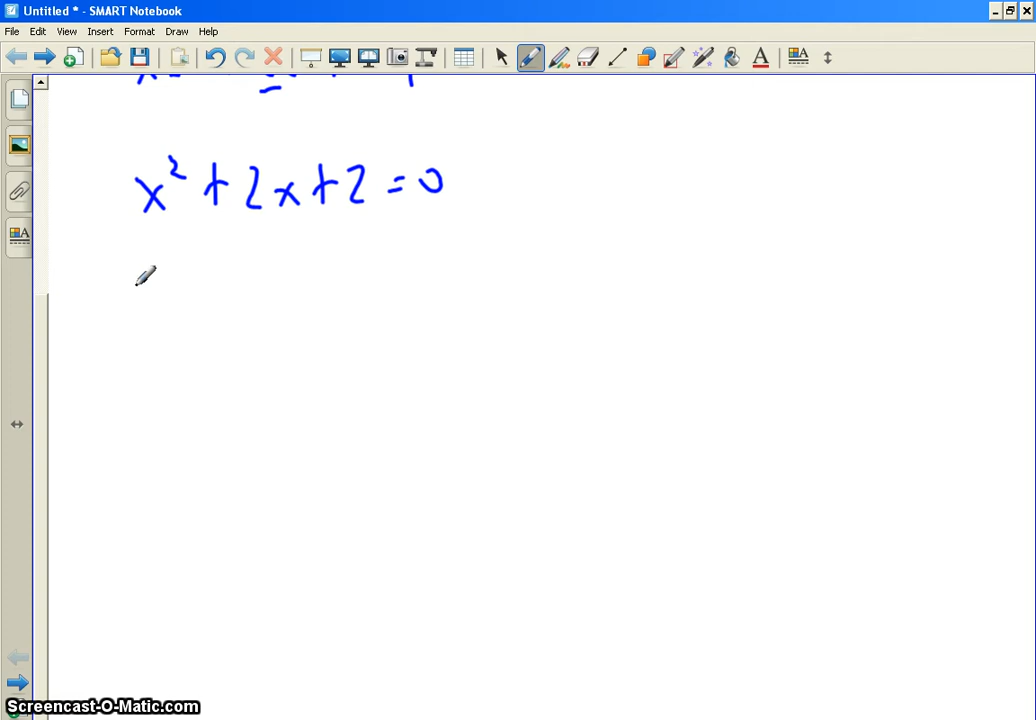 Untitled * - SMART Notebook
File Edit View Insert Format Draw Help
x² + 2x + 2 = 0
Screencast-O-Matic.com